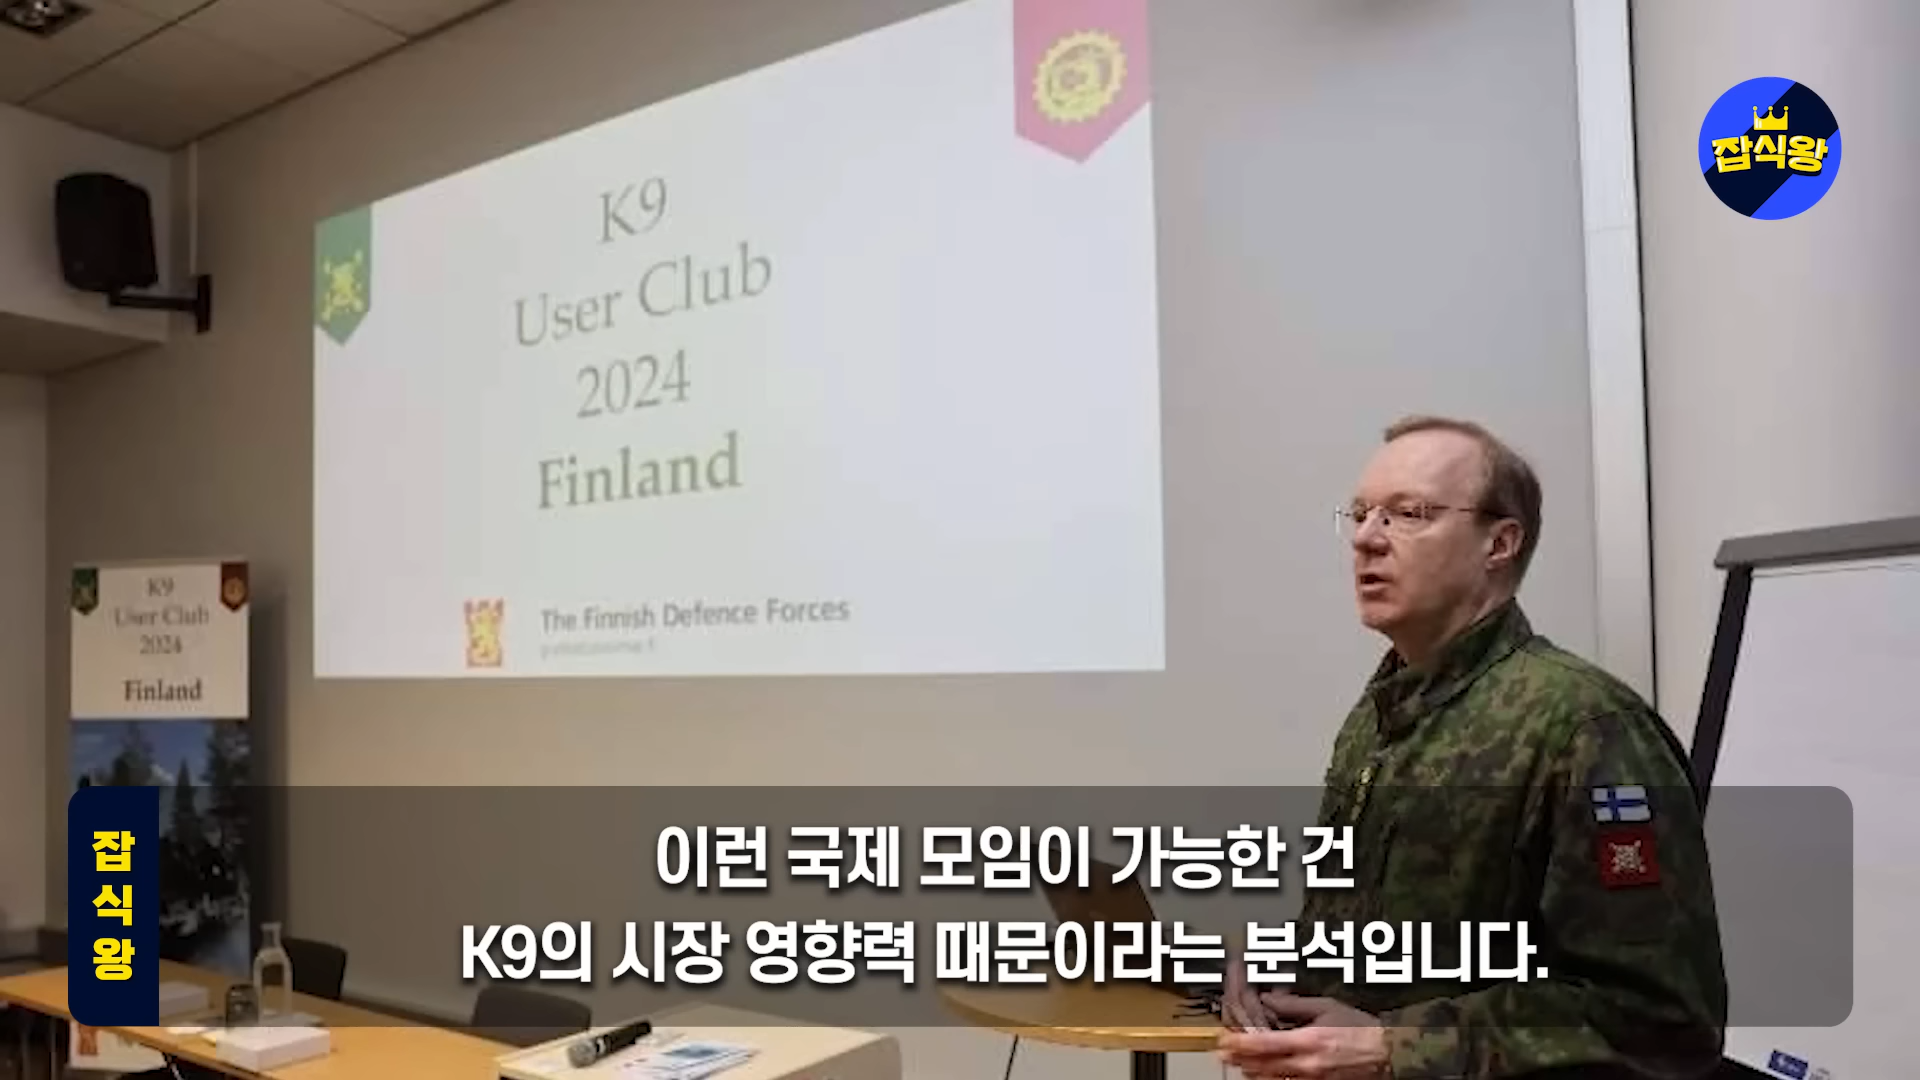 잡식왕
K9
User Club
2024
Finland
The Finnish Defence Forces
K9
User Club
2024
Finland
잡
식
왕
이런 국제 모임이 가능한 건
K9의 시장 영향력 때문이라는 분석입니다.